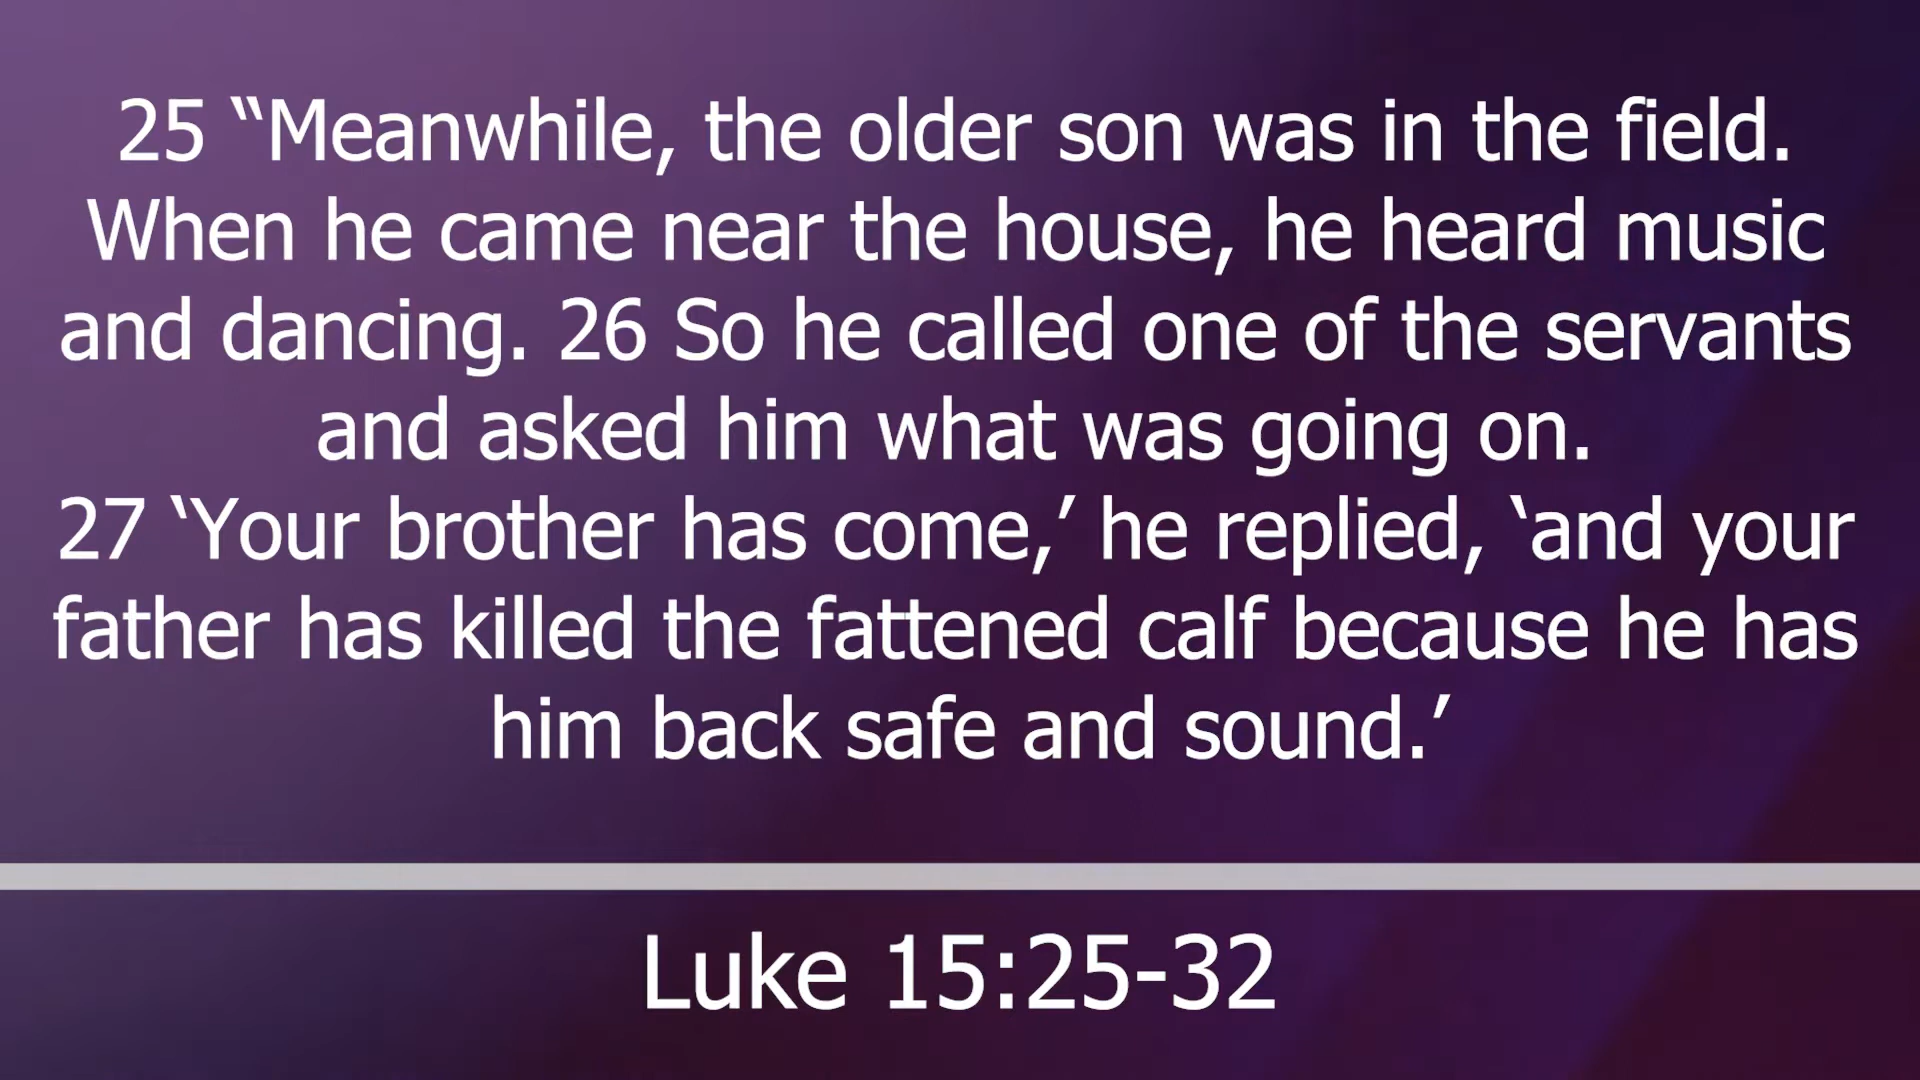 25 “Meanwhile, the older son was in the field.
When he came near the house, he heard music
and dancing. 26 So he called one of the servants
and asked him what was going on.
27 ‘Your brother has come,’ he replied, ‘and your
father has killed the fattened calf because he has
him back safe and sound.’
Luke 15:25-32